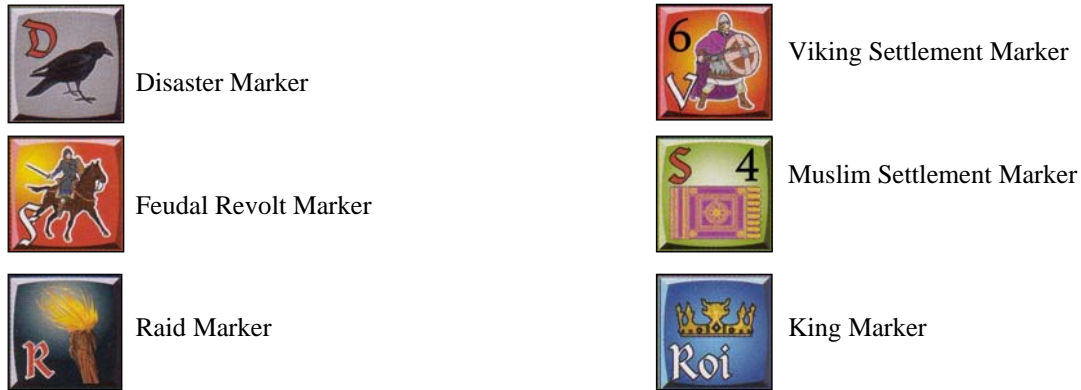 D
Disaster Marker
F
Feudal Revolt Marker
R
Raid Marker
6
V
Viking Settlement Marker
S 4
Muslim Settlement Marker
Roi
King Marker